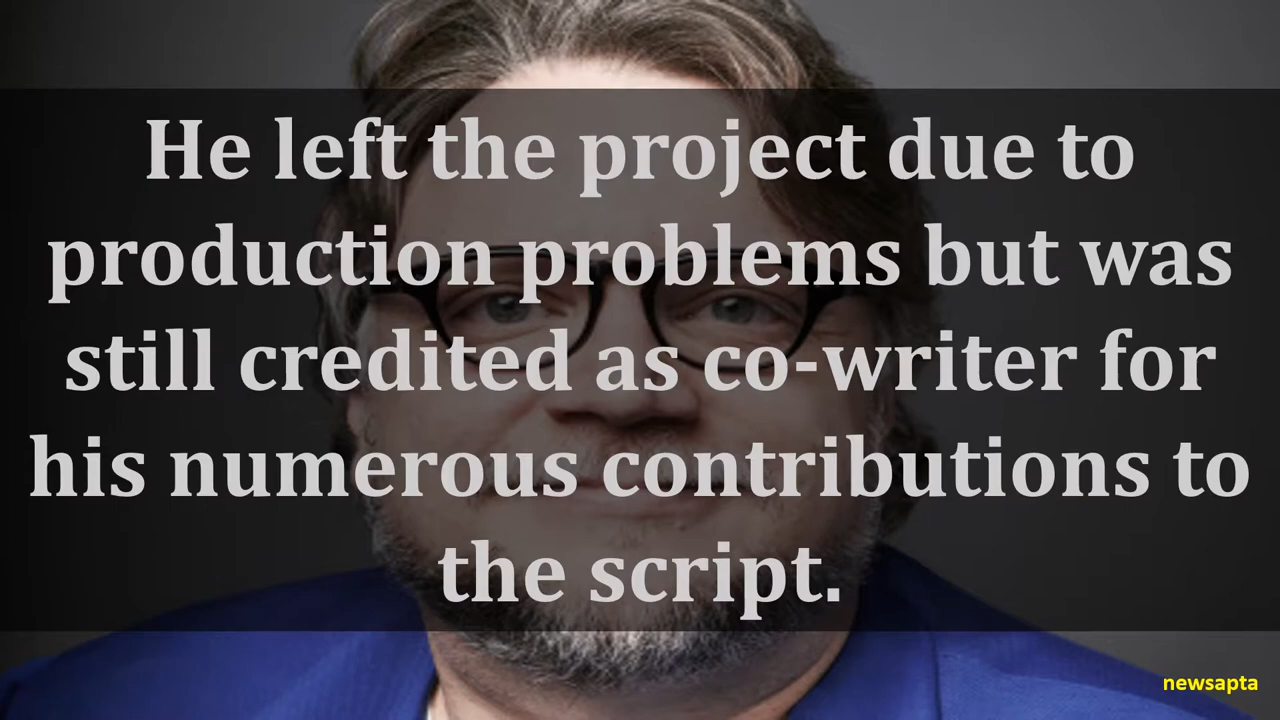 He left the project due to
production problems but was
still credited as co-writer for
his numerous contributions to
the script.
newsapta